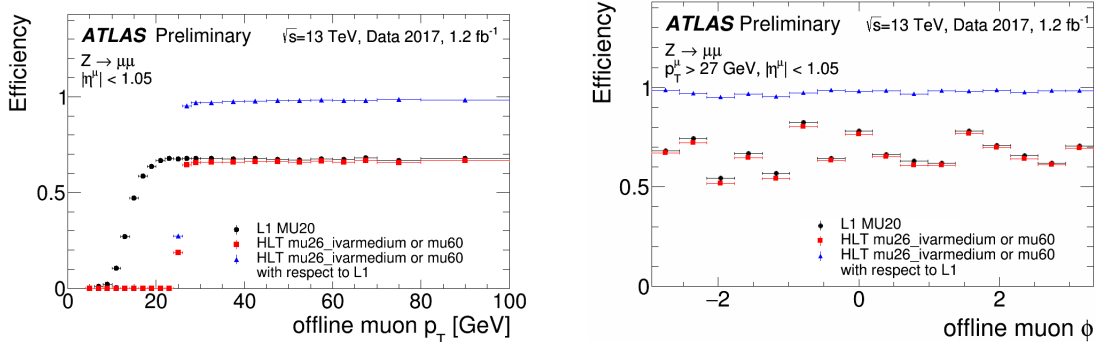 ATLAS Preliminary √s=13 TeV, Data 2017, 1.2 fb⁻¹
Z → μμ
|η^μ| < 1.05
Efficiency
1
0.5
0
L1 MU20
HLT mu26_ivarmedium or mu60
HLT mu26_ivarmedium or mu60
with respect to L1
0 20 40 60 80 100
offline muon p_T [GeV]
ATLAS Preliminary √s=13 TeV, Data 2017, 1.2 fb⁻¹
Z → μμ
p_T^μ > 27 GeV, |η^μ| < 1.05
Efficiency
1
0.5
0
L1 MU20
HLT mu26_ivarmedium or mu60
HLT mu26_ivarmedium or mu60
with respect to L1
−2 0 2
offline muon ϕ